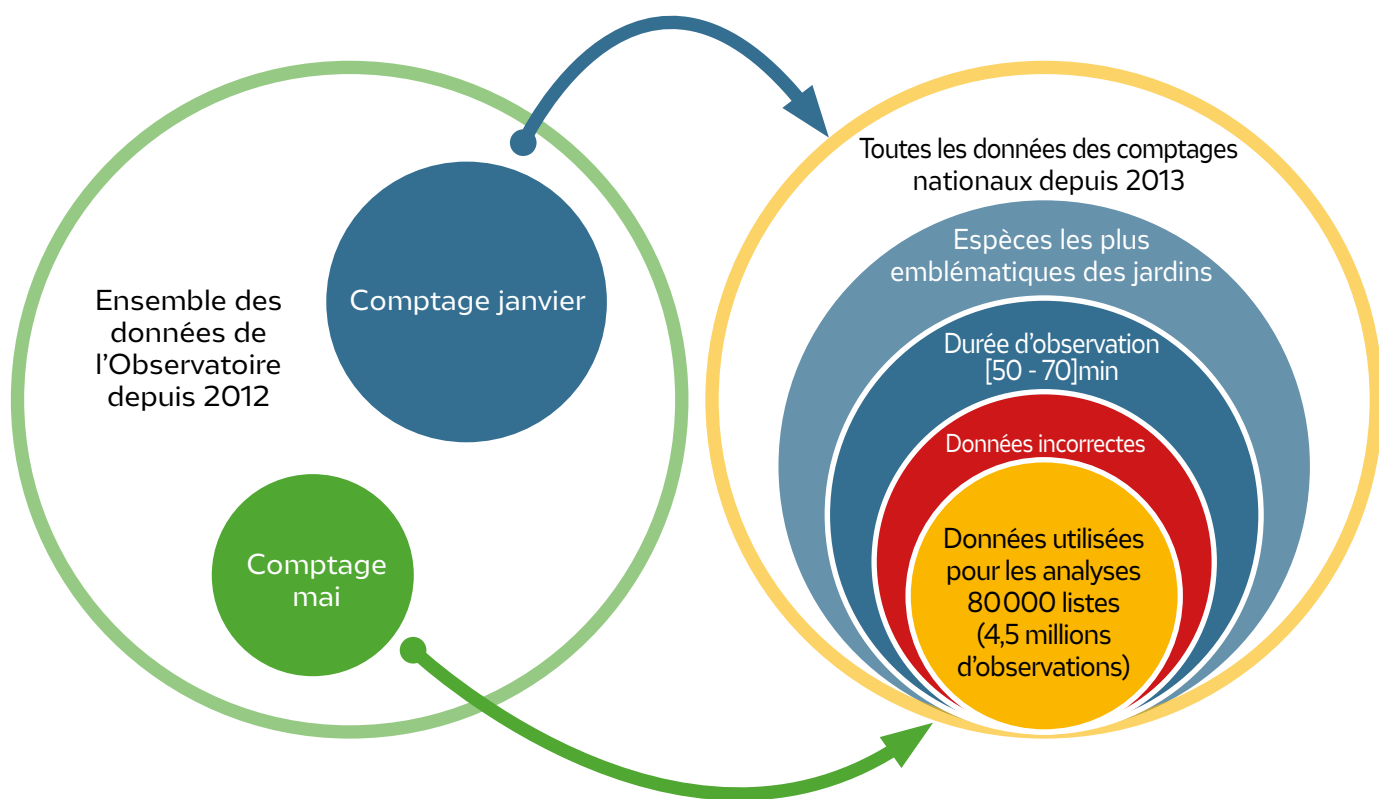 Ensemble des
données de
l’Observatoire
depuis 2012
Comptage janvier
Comptage
mai
Toutes les données des comptages
nationaux depuis 2013
Espèces les plus
emblématiques des jardins
Durée d’observation
[50 - 70]min
Données incorrectes
Données utilisées
pour les analyses
80 000 listes
(4,5 millions
d’observations)